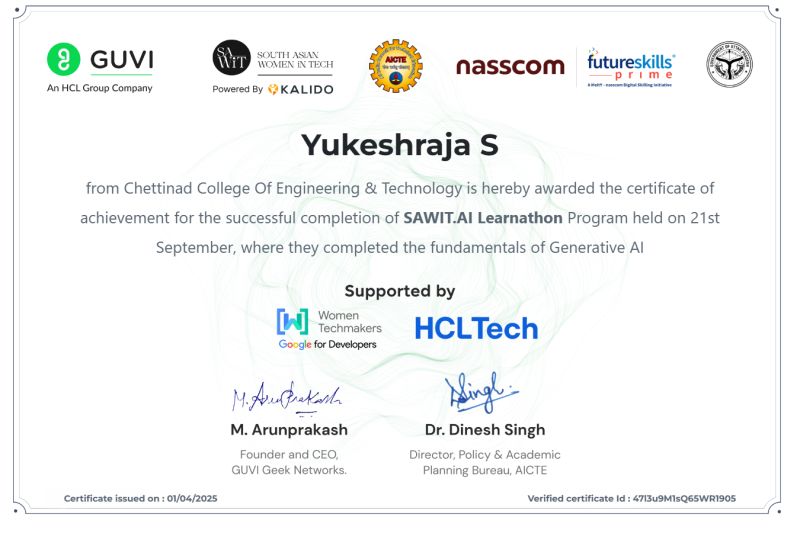 GUVI
An HCL Group Company
SAWiT
SOUTH ASIAN
WOMEN IN TECH
Powered By KALIDO
AICTE
nasscom
futureskills
prime
A MeitY - nasscom Digital Skilling Initiative
Yukeshraja S
from Chettinad College Of Engineering & Technology is hereby awarded the certificate of
achievement for the successful completion of SAWIT.AI Learnathon Program held on 21st
September, where they completed the fundamentals of Generative AI
Supported by
Women
Techmakers
Google for Developers
HCLTech
M. Arunprakash
Singh
M. Arunprakash
Dr. Dinesh Singh
Founder and CEO,
GUVI Geek Networks.
Director, Policy & Academic
Planning Bureau, AICTE
Certificate issued on : 01/04/2025
Verified certificate Id : 47l3u9M1sQ65WR1905